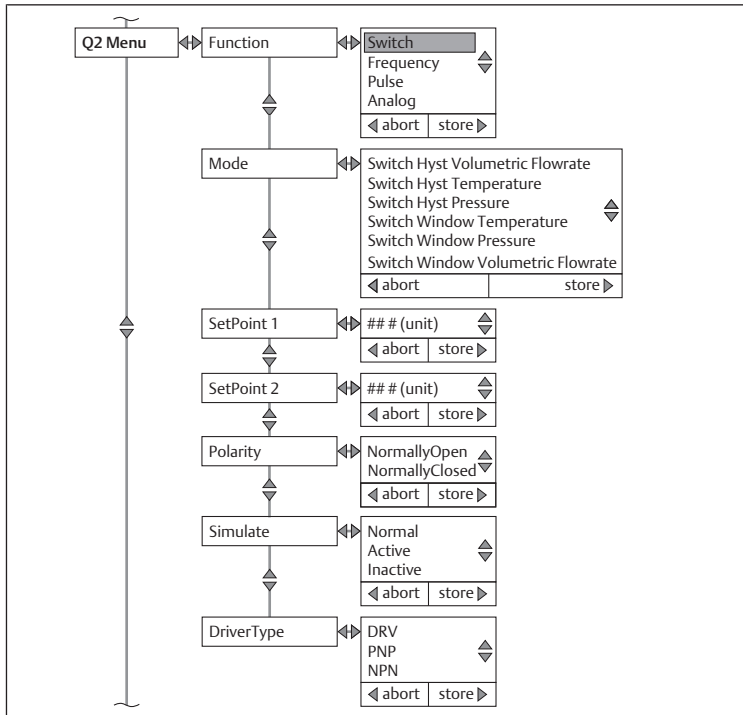 Q2 Menu
Function
Switch
Frequency
Pulse
Analog
abort store
Mode
Switch Hyst Volumetric Flowrate
Switch Hyst Temperature
Switch Hyst Pressure
Switch Window Temperature
Switch Window Pressure
Switch Window Volumetric Flowrate
abort store
SetPoint 1
## # (unit)
abort store
SetPoint 2
## # (unit)
abort store
Polarity
NormallyOpen
NormallyClosed
abort store
Simulate
Normal
Active
Inactive
abort store
DriverType
DRV
PNP
NPN
abort store